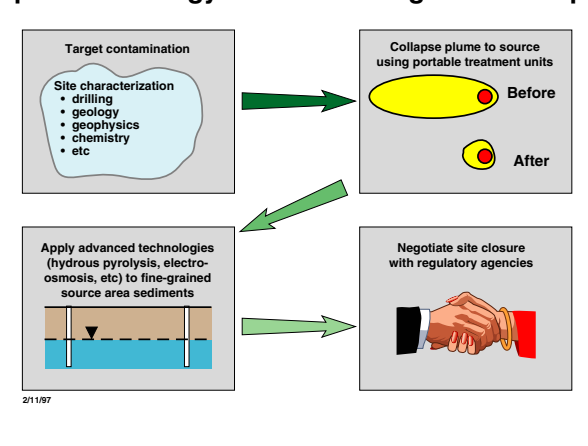 Target contamination
Site characterization
• drilling
• geology
• geophysics
• chemistry
• etc
Collapse plume to source
using portable treatment units
Before
After
Apply advanced technologies
(hydrous pyrolysis, electro-
osmosis, etc) to fine-grained
source area sediments
Negotiate site closure
with regulatory agencies
2/11/97